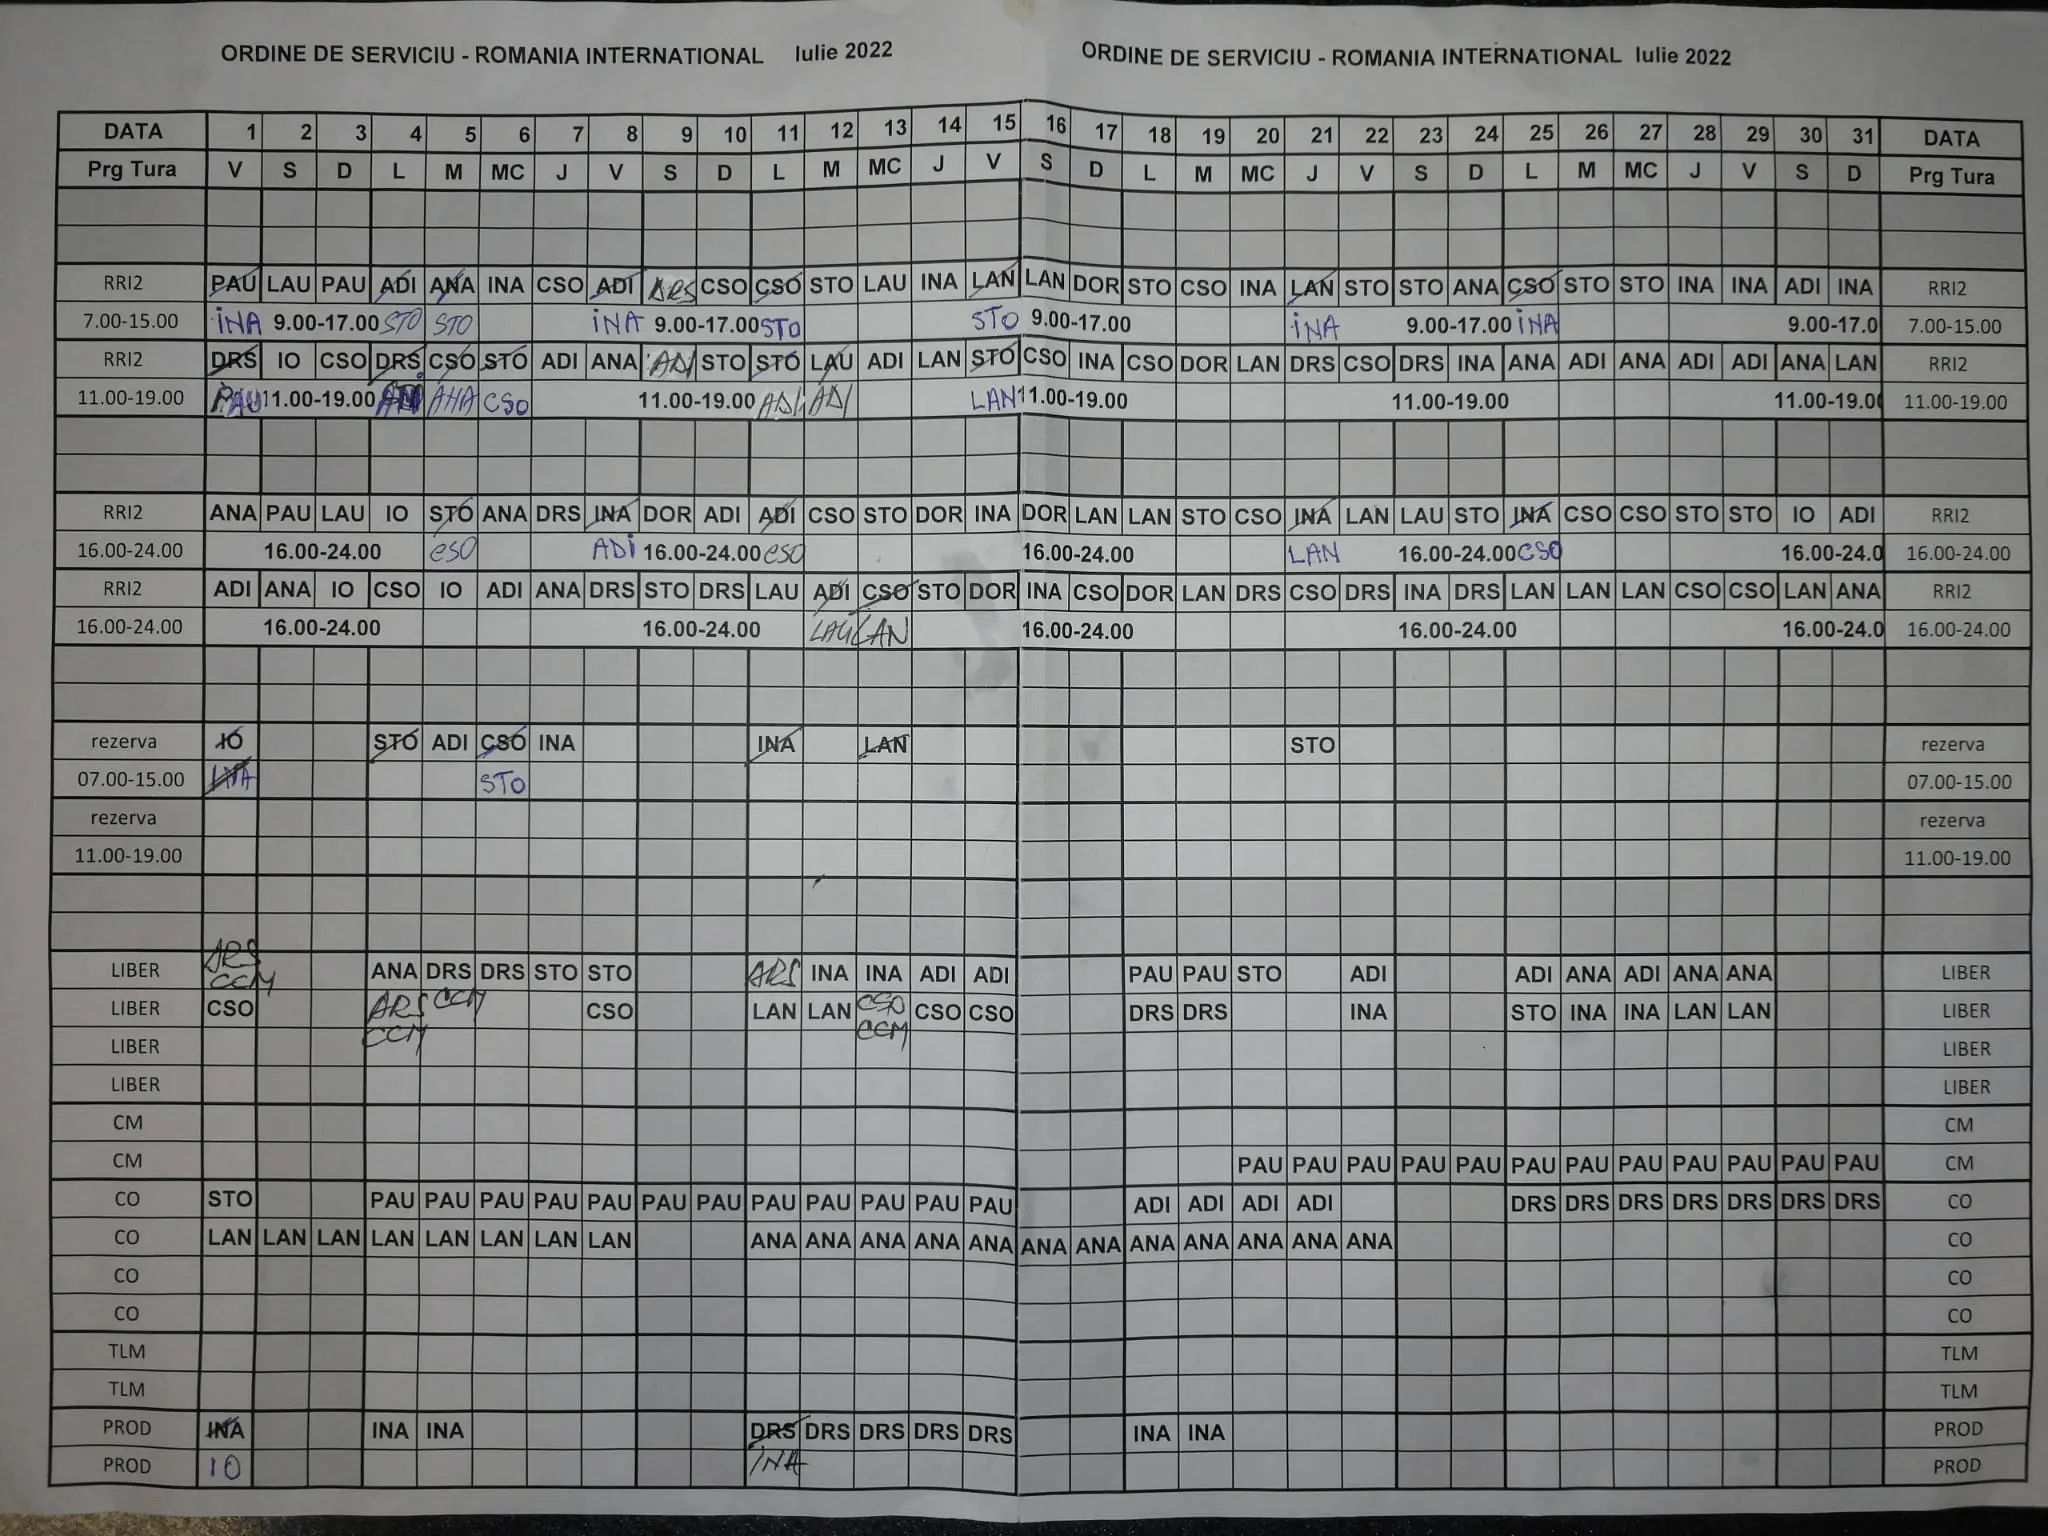 ORDINE DE SERVICIU - ROMANIA INTERNATIONAL Iulie 2022 ORDINE DE SERVICIU - ROMANIA INTERNATIONAL Iulie 2022
DATA 1 2 3 4 5 6 7 8 9 10 11 12 13 14 15 16 17 18 19 20 21 22 23 24 25 26 27 28 29 30 31 DATA
Prg Tura V S D L M MC J V S D L M MC J V S D L M MC J V S D L M MC J V S D Prg Tura
RRI2 PAU LAU PAU ADI ANA INA CSO ADI DRS CSO CSO STO LAU INA LAN LAN DOR STO CSO INA LAN STO STO ANA CSO STO STO INA INA ADI INA RRI2
7.00-15.00 INA 9.00-17.00 STO STO INA 9.00-17.00 STO STO 9.00-17.00 INA 9.00-17.00 INA 9.00-17.0 7.00-15.00
RRI2 DRS IO CSO DRS CSO STO ADI ANA ADI STO STO LAU ADI LAN STO CSO INA CSO DOR LAN DRS CSO DRS INA ANA ADI ANA ADI ADI ANA LAN RRI2
11.00-19.00 PAU 11.00-19.00 ANA CSO 11.00-19.00 ADI ADI LAN 11.00-19.00 11.00-19.00 11.00-19.0 11.00-19.00
RRI2 ANA PAU LAU IO STO ANA DRS INA DOR ADI ADI CSO STO DOR INA DOR LAN LAN STO CSO INA LAN LAU STO INA CSO CSO STO STO IO ADI RRI2
16.00-24.00 16.00-24.00 CSO ADI 16.00-24.00 CSO 16.00-24.00 LAN 16.00-24.00 CSO 16.00-24.0 16.00-24.00
RRI2 ADI ANA IO CSO IO ADI ANA DRS STO DRS LAU ADI CSO STO DOR INA CSO DOR LAN DRS CSO DRS INA DRS LAN LAN LAN CSO CSO LAN ANA RRI2
16.00-24.00 16.00-24.00 16.00-24.00 LAU LAN 16.00-24.00 16.00-24.00 16.00-24.0 16.00-24.00
rezerva IO STO ADI CSO INA INA LAN STO rezerva
07.00-15.00 INA STO 07.00-15.00
rezerva rezerva
11.00-19.00 11.00-19.00
LIBER DRS CCM ANA DRS DRS STO STO DRS INA INA ADI ADI PAU PAU STO ADI ADI ANA ADI ANA ANA LIBER
LIBER CSO DRS CCM CSO LAN LAN CSO CSO CSO DRS DRS INA STO INA INA LAN LAN LIBER
LIBER CCM CCM LIBER
LIBER LIBER
CM CM
CM PAU PAU PAU PAU PAU PAU PAU PAU PAU PAU PAU PAU CM
CO STO PAU PAU PAU PAU PAU PAU PAU PAU PAU PAU PAU PAU ADI ADI ADI ADI DRS DRS DRS DRS DRS DRS DRS CO
CO LAN LAN LAN LAN LAN LAN LAN LAN ANA ANA ANA ANA ANA ANA ANA ANA ANA ANA ANA ANA CO
CO CO
CO CO
TLM TLM
TLM TLM
PROD INA INA INA DRS DRS DRS DRS DRS INA INA PROD
PROD IO INA PROD